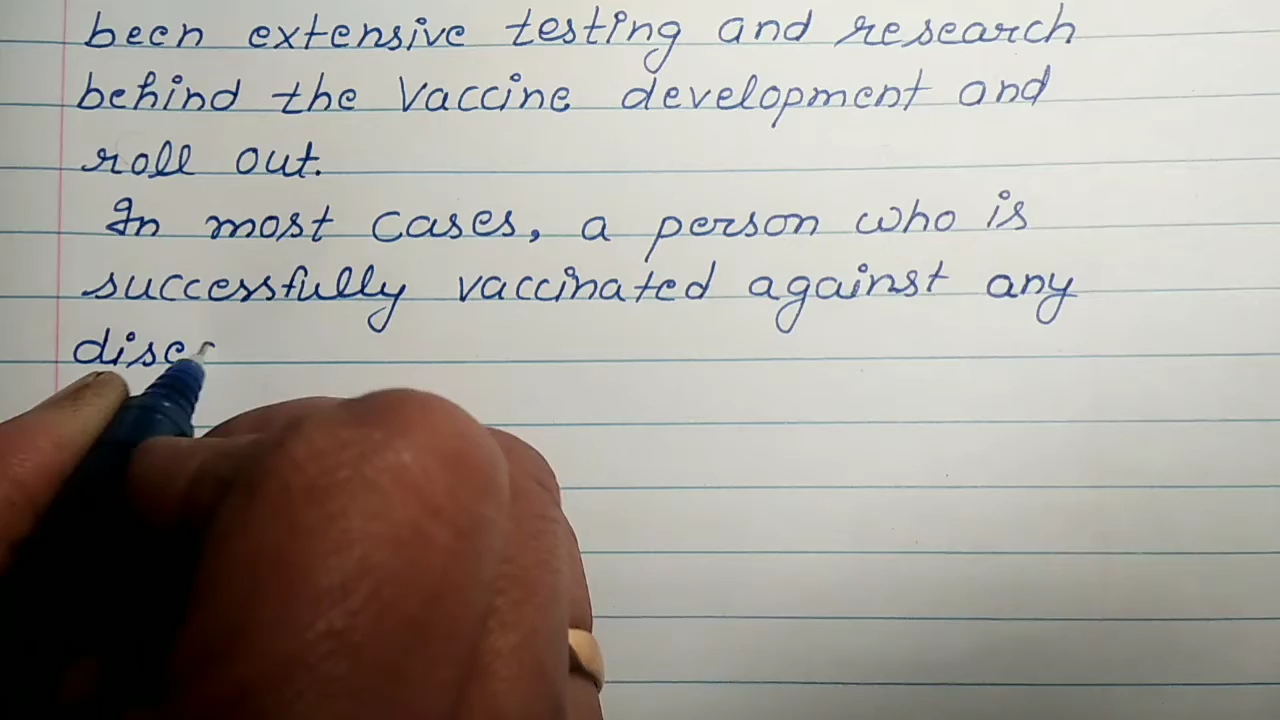 been extensive testing and research
behind the vaccine development and
roll out.
In most cases, a person who is
successfully vaccinated against any